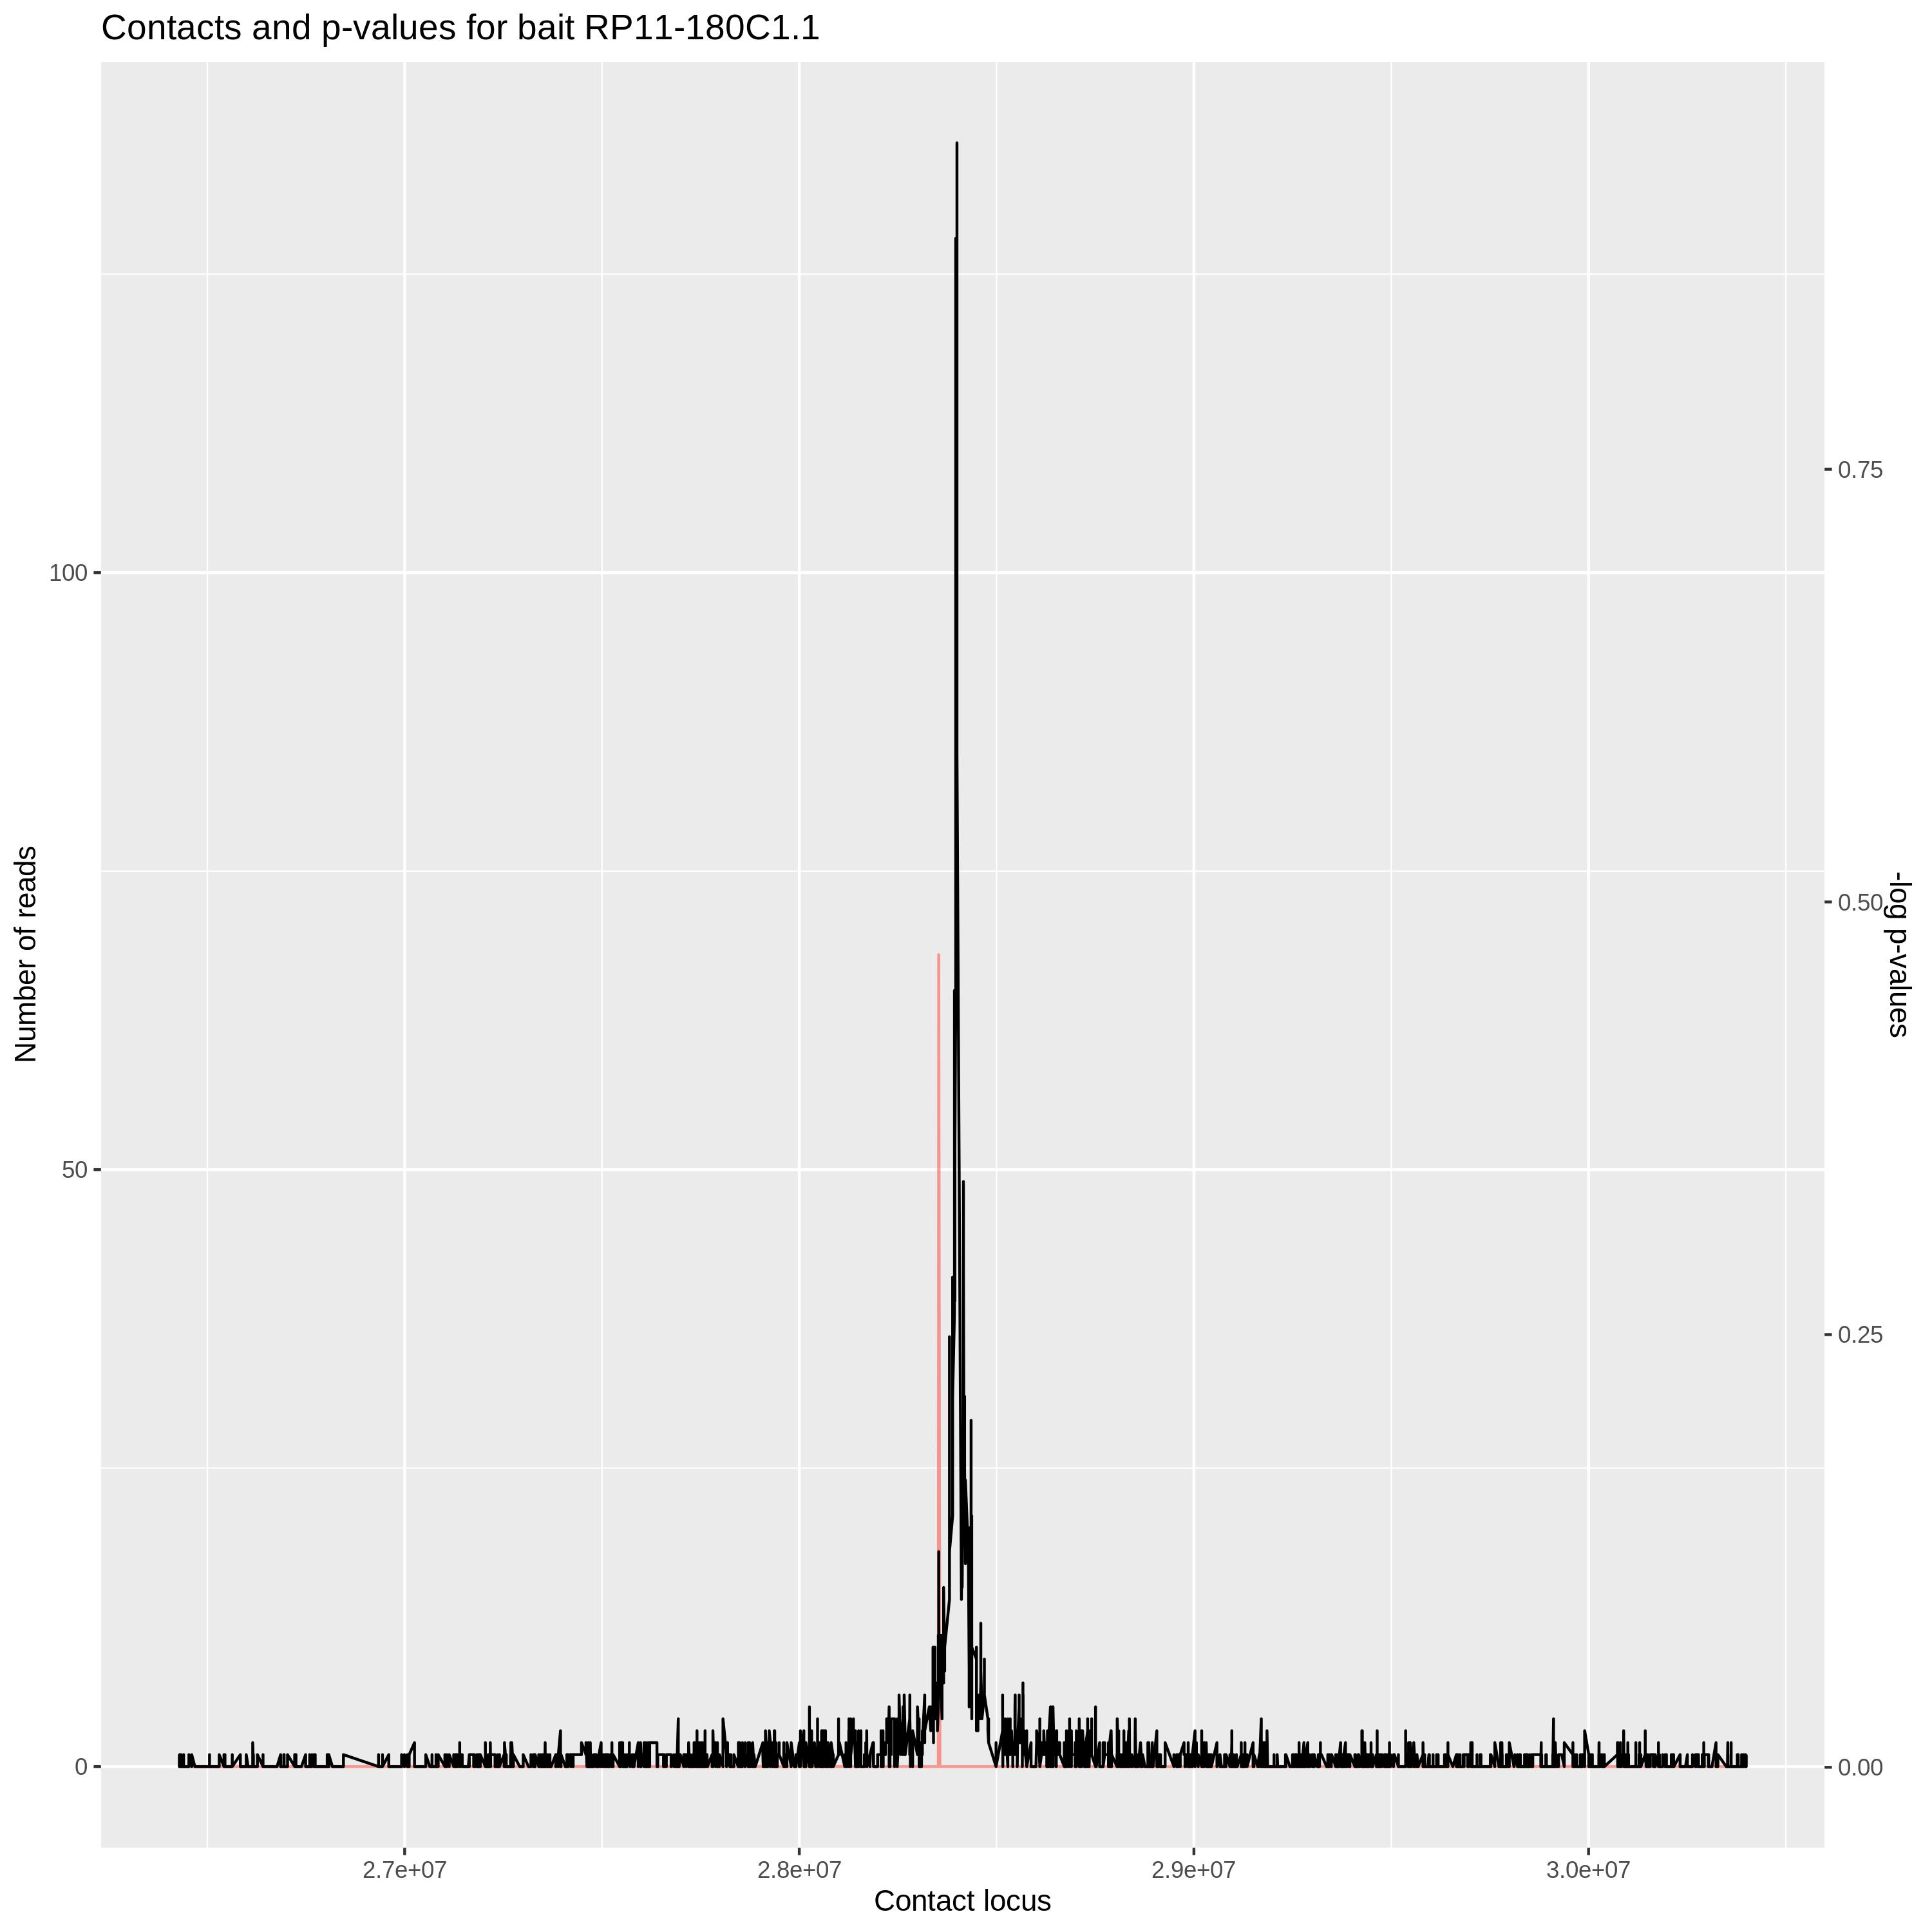 Contacts and p-values for bait RP11-180C1.1
Number of reads
100
50
0
0.75
0.50
0.25
0.00
-log p-values
2.7e+07
2.8e+07
2.9e+07
3.0e+07
Contact locus